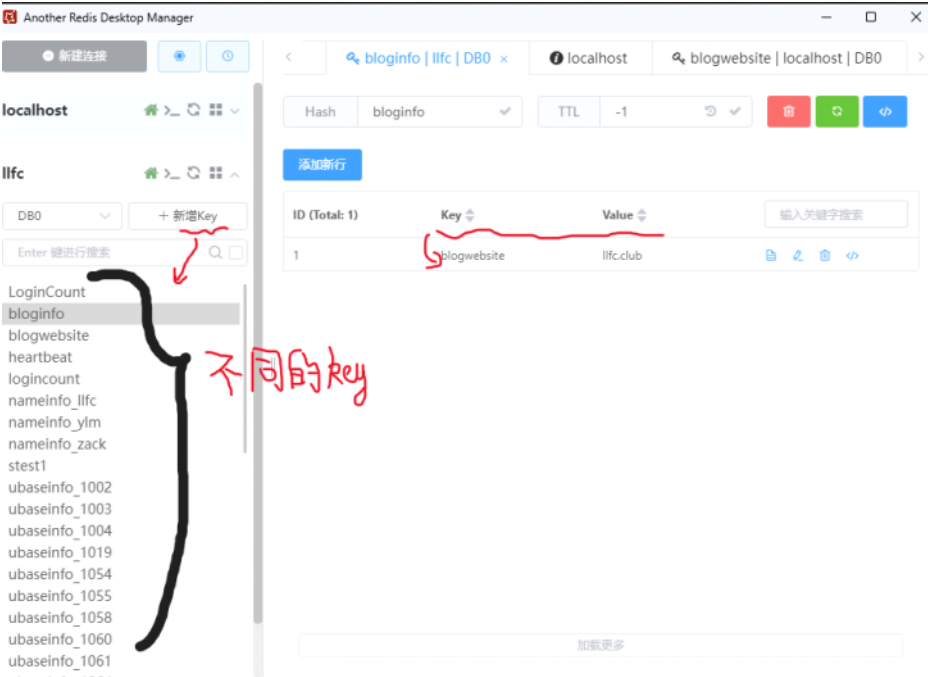 Another Redis Desktop Manager
新建连接
localhost
llfc
DB0
新增Key
Enter 键进行搜索
LoginCount
bloginfo
blogwebsite
heartbeat
logincount
nameinfo_llfc
nameinfo_ylm
nameinfo_zack
stest1
ubaseinfo_1002
ubaseinfo_1003
ubaseinfo_1004
ubaseinfo_1019
ubaseinfo_1054
ubaseinfo_1055
ubaseinfo_1058
ubaseinfo_1060
ubaseinfo_1061
不同的key
bloginfo | llfc | DB0
localhost
blogwebsite | localhost | DB0
Hash bloginfo TTL -1
添加新行
ID (Total: 1) Key Value 输入关键字搜索
1 blogwebsite llfc.club
加载更多